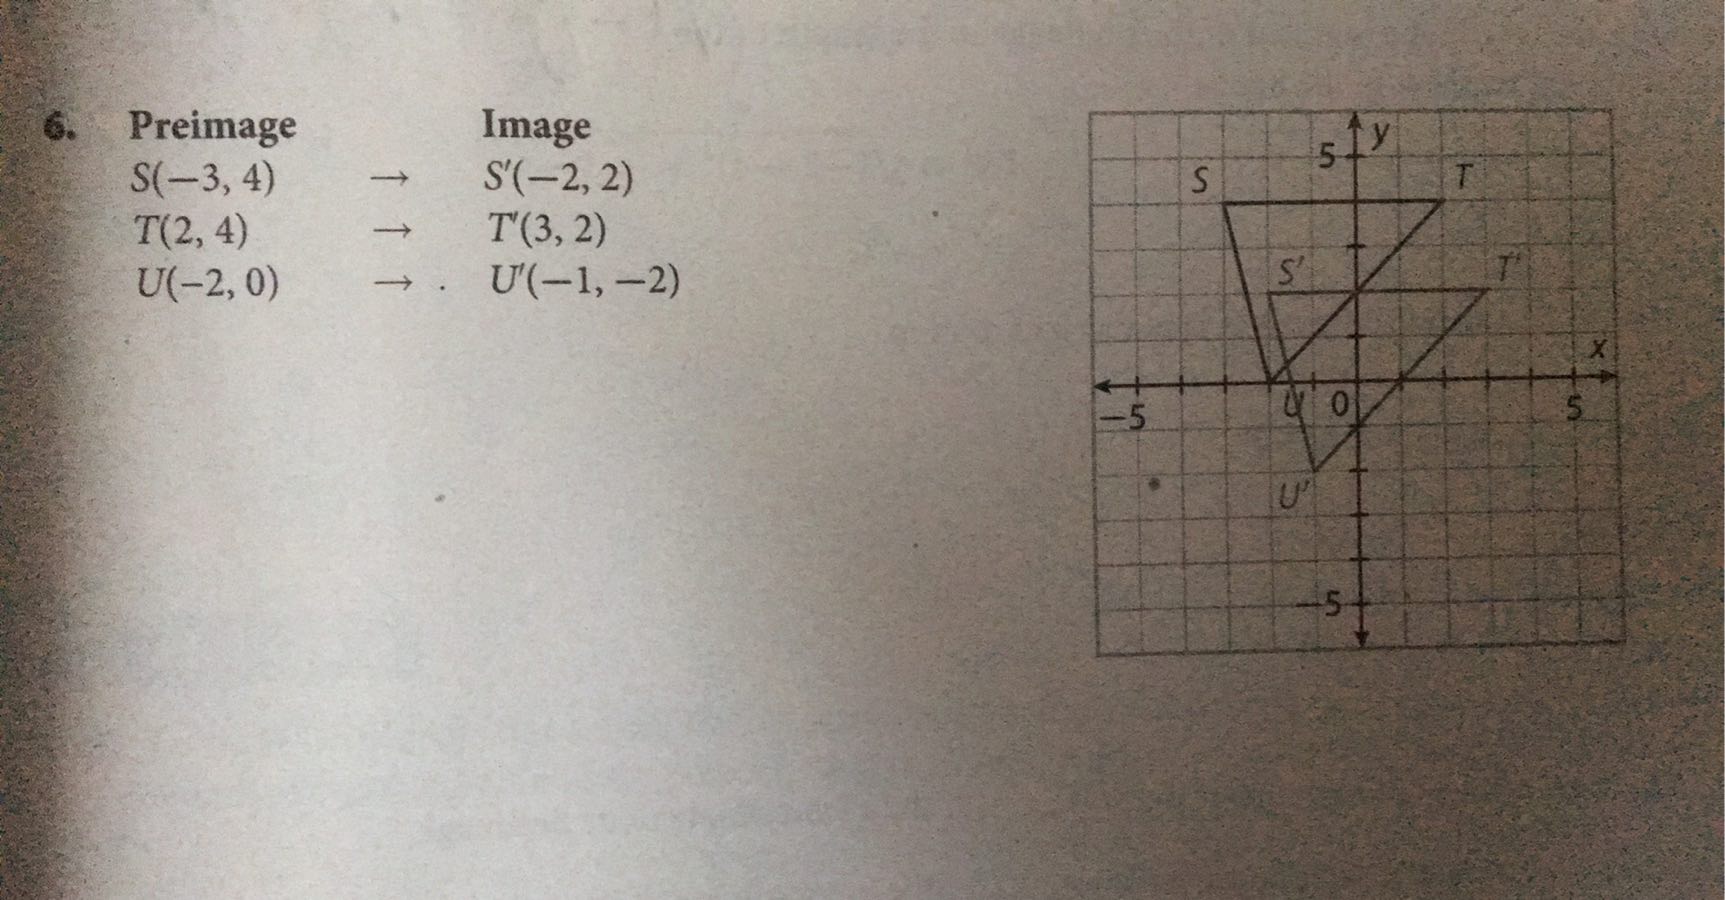 6. Preimage Image
S(−3, 4) → S′(−2, 2)
T(2, 4) → T′(3, 2)
U(−2, 0) → U′(−1, −2)
y
5
S T
S′ T′
x
−5 U 0 5
U′
−5